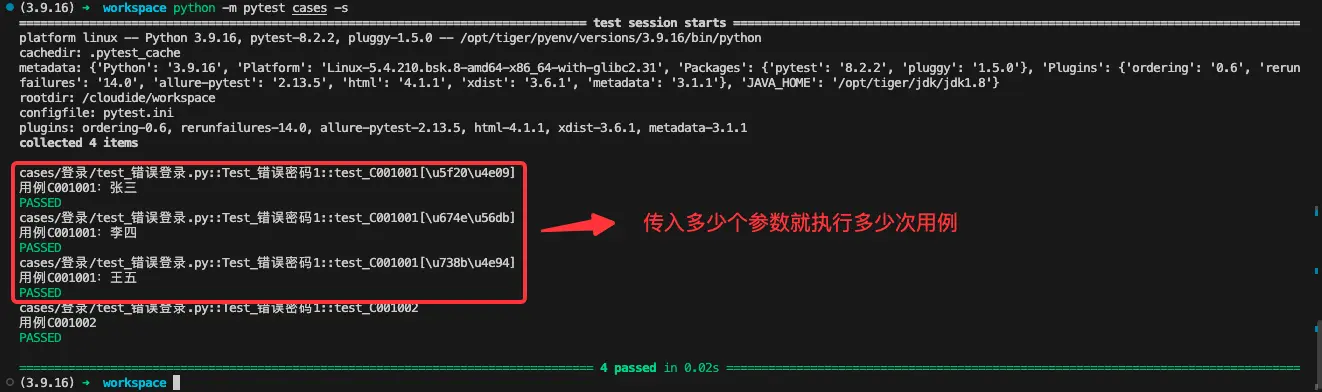 (3.9.16) → workspace python -m pytest cases -s
test session starts
platform linux -- Python 3.9.16, pytest-8.2.2, pluggy-1.5.0 -- /opt/tiger/pyenv/versions/3.9.16/bin/python
cachedir: .pytest_cache
metadata: {'Python': '3.9.16', 'Platform': 'Linux-5.4.210.bsk.8-amd64-x86_64-with-glibc2.31', 'Packages': {'pytest': '8.2.2', 'pluggy': '1.5.0'}, 'Plugins': {'ordering': '0.6', 'rerun
failures': '14.0', 'allure-pytest': '2.13.5', 'html': '4.1.1', 'xdist': '3.6.1', 'metadata': '3.1.1'}, 'JAVA_HOME': '/opt/tiger/jdk/jdk1.8'}
rootdir: /cloudide/workspace
configfile: pytest.ini
plugins: ordering-0.6, rerunfailures-14.0, allure-pytest-2.13.5, html-4.1.1, xdist-3.6.1, metadata-3.1.1
collected 4 items
cases/登录/test_错误登录.py::Test_错误密码1::test_C001001[\u5f20\u4e09]
用例C001001：张三
PASSED
cases/登录/test_错误登录.py::Test_错误密码1::test_C001001[\u674e\u56db]
用例C001001：李四
PASSED
cases/登录/test_错误登录.py::Test_错误密码1::test_C001001[\u738b\u4e94]
用例C001001：王五
PASSED
传入多少个参数就执行多少次用例
cases/登录/test_错误登录.py::Test_错误密码1::test_C001002
用例C001002
PASSED
4 passed in 0.02s
(3.9.16) → workspace